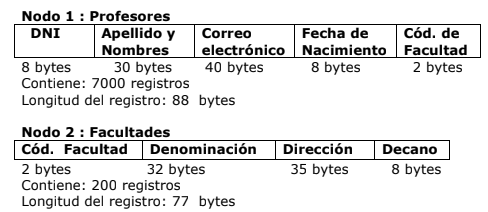 Nodo 1 : Profesores
DNI Apellido y Nombres Correo electrónico Fecha de Nacimiento Cód. de Facultad
8 bytes 30 bytes 40 bytes 8 bytes 2 bytes
Contiene: 7000 registros
Longitud del registro: 88 bytes
Nodo 2 : Facultades
Cód. Facultad Denominación Dirección Decano
2 bytes 32 bytes 35 bytes 8 bytes
Contiene: 200 registros
Longitud del registro: 77 bytes